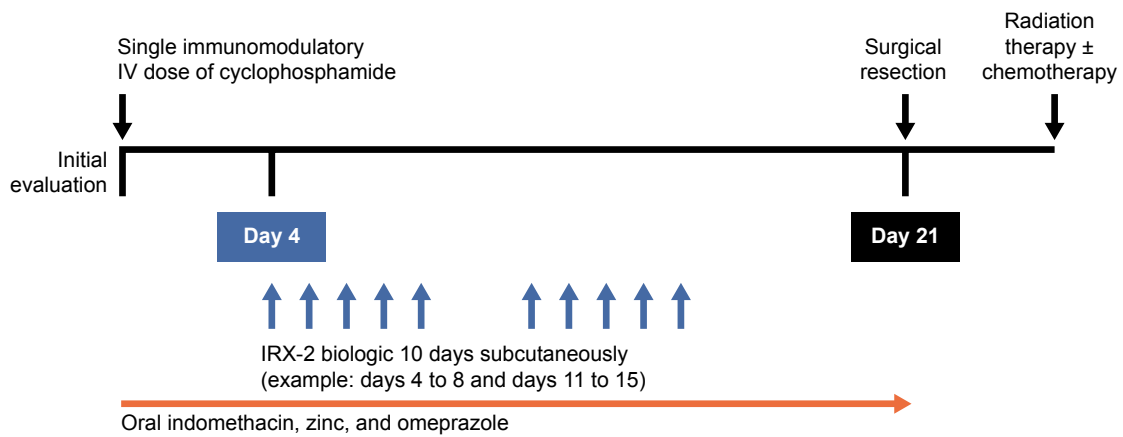 Single immunomodulatory
IV dose of cyclophosphamide
Surgical
resection
Radiation
therapy ±
chemotherapy
Initial
evaluation
Day 4
Day 21
IRX-2 biologic 10 days subcutaneously
(example: days 4 to 8 and days 11 to 15)
Oral indomethacin, zinc, and omeprazole